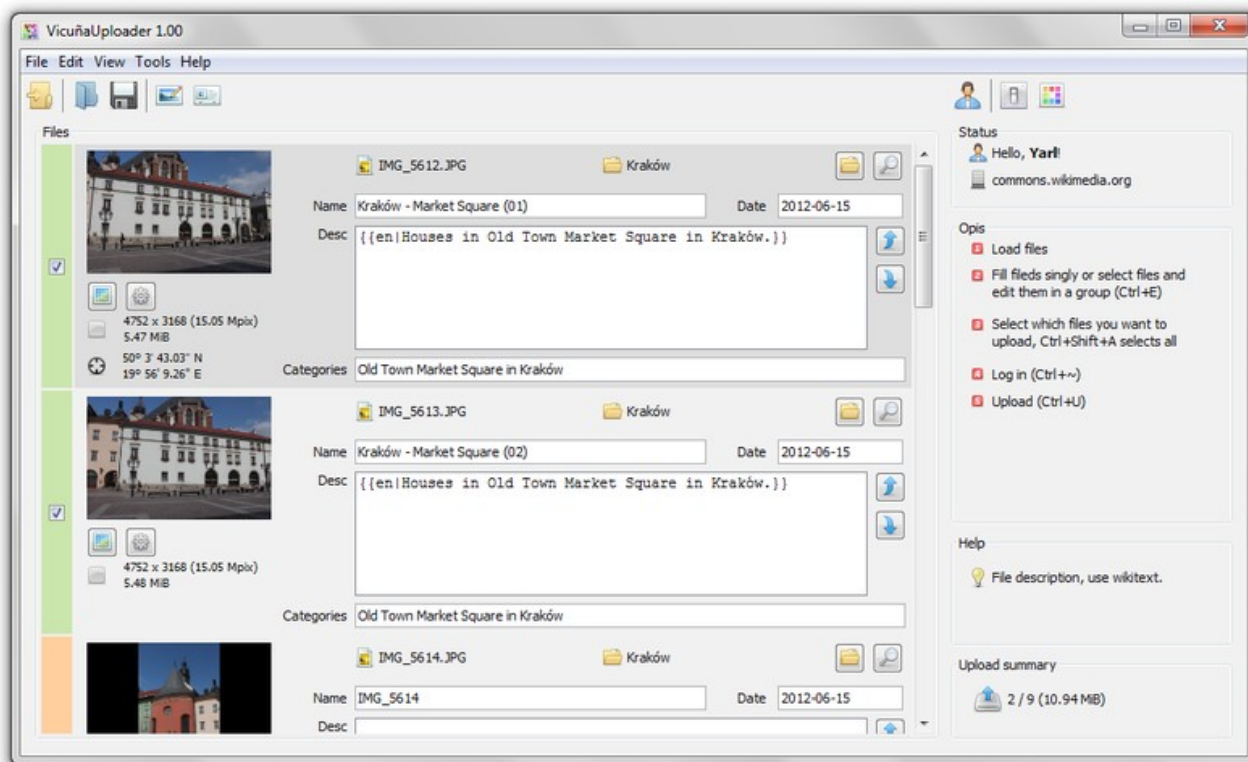 VicuñaUploader 1.00
File Edit View Tools Help
Files
IMG_5612.JPG Kraków
Name Kraków - Market Square (01) Date 2012-06-15
Desc {{en|Houses in Old Town Market Square in Kraków.}}
4752 x 3168 (15.05 Mpix)
5.47 MiB
50° 3' 43.03" N
19° 56' 9.26" E
Categories Old Town Market Square in Kraków
IMG_5613.JPG Kraków
Name Kraków - Market Square (02) Date 2012-06-15
Desc {{en|Houses in Old Town Market Square in Kraków.}}
4752 x 3168 (15.05 Mpix)
5.48 MiB
Categories Old Town Market Square in Kraków
IMG_5614.JPG Kraków
Name IMG_5614 Date 2012-06-15
Desc
Status
Hello, Yarl!
commons.wikimedia.org
Opis
1 Load files
2 Fill fileds singly or select files and
edit them in a group (Ctrl+E)
3 Select which files you want to
upload, Ctrl+Shift+A selects all
4 Log in (Ctrl+~)
5 Upload (Ctrl+U)
Help
File description, use wikitext.
Upload summary
2 / 9 (10.94 MiB)